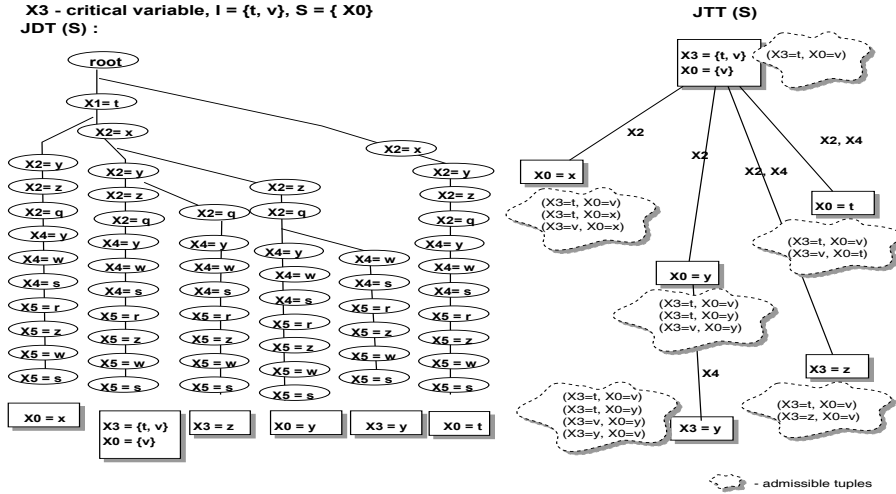 X3 - critical variable, I = {t, v}, S = { X0}
JDT (S) :
root
X1= t
X2= x
X2= x
X2= y
X2= z
X2= q
X4= y
X4= w
X4= s
X5= r
X5= z
X5 = w
X5= s
X0 = x
X2= y
X2= z
X2= q
X4= y
X4= w
X4= s
X5= r
X5= z
X5 = w
X5 = s
X3 = {t, v}
X0 = {v}
X2= q
X4= y
X4= w
X4= s
X5 = r
X5 = z
X5 = w
X5 = s
X3 = z
X2= z
X2= q
X4= y
X4= w
X4= s
X5 = r
X5 = z
X5 = w
X5 = s
X0 = y
X4= w
X4= s
X5 = r
X5 = z
X5 = w
X5 = s
X3 = y
X2= y
X2= z
X2= q
X4= y
X4= w
X4= s
X5 = r
X5 = z
X5 = w
X5 = s
X0 = t
JTT (S)
X3 = {t, v}
X0 = {v}
(X3=t, X0=v)
X2
X2
X2, X4
X2, X4
X0 = x
(X3=t, X0=v)
(X3=t, X0=x)
(X3=v, X0=x)
X0 = t
(X3=t, X0=v)
(X3=v, X0=t)
X0 = y
(X3=t, X0=v)
(X3=t, X0=y)
(X3=v, X0=y)
X4
X3 = z
(X3=t, X0=v)
(X3=z, X0=v)
(X3=t, X0=v)
(X3=t, X0=y)
(X3=v, X0=y)
(X3=y, X0=v)
X3 = y
- admissible tuples